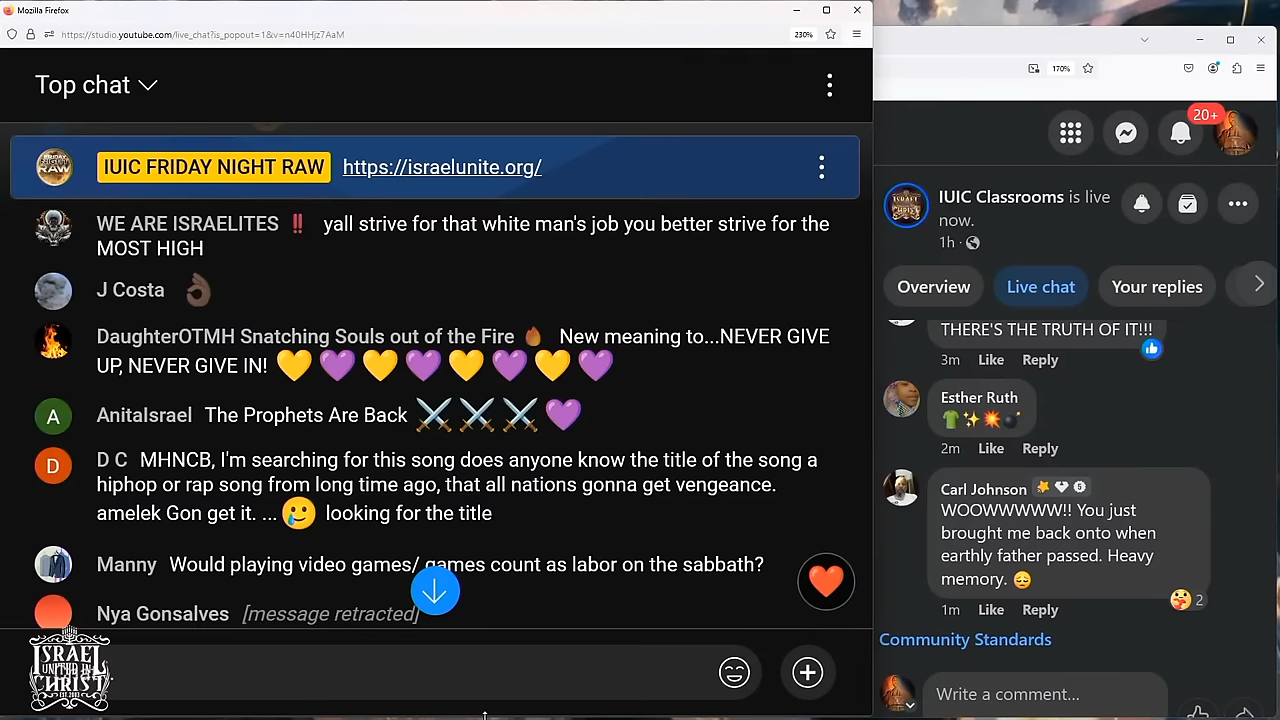 Mozilla Firefox
https://studio.youtube.com/live_chat?is_popout=1&v=n40HHjz7AaM
230%
Top chat
IUIC FRIDAY NIGHT RAW https://israelunite.org/
WE ARE ISRAELITES ‼️ yall strive for that white man's job you better strive for the
MOST HIGH
J Costa 👌🏿
DaughterOTMH Snatching Souls out of the Fire 🔥 New meaning to...NEVER GIVE
UP, NEVER GIVE IN! 💛💜💛💜💛💜💛💜
A
AnitaIsrael The Prophets Are Back ⚔️⚔️⚔️💜
D
D C MHNCB, I'm searching for this song does anyone know the title of the song a
hiphop or rap song from long time ago, that all nations gonna get vengeance.
amelek Gon get it. ... 🥲 looking for the title
Manny Would playing video games/ games count as labor on the sabbath?
Nya Gonsalves [message retracted]
ISRAEL
UNITED IN
CHRIST
EST. 2003
170%
20+
IUIC Classrooms is live
now.
1h
Overview
Live chat
Your replies
THERE'S THE TRUTH OF IT!!!
3m Like Reply
Esther Ruth
👕✨💥💣
2m Like Reply
Carl Johnson
WOOWWWWW!! You just
brought me back onto when
earthly father passed. Heavy
memory. 😔
2
1m Like Reply
Community Standards
Write a comment...